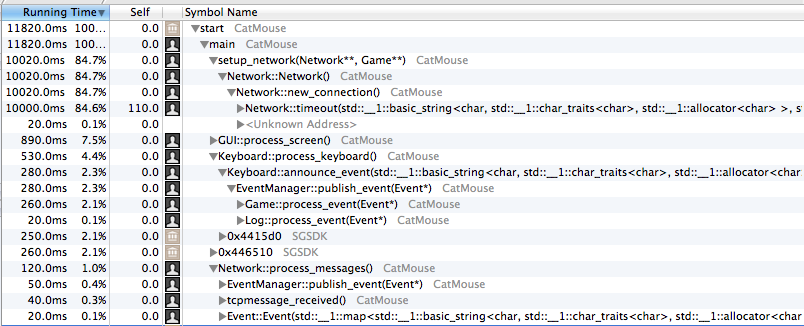 Running Time▼ Self Symbol Name
11820.0ms 100... 0.0 ▼start CatMouse
11820.0ms 100... 0.0 ▼main CatMouse
10020.0ms 84.7% 0.0 ▼setup_network(Network**, Game**) CatMouse
10020.0ms 84.7% 0.0 ▼Network::Network() CatMouse
10020.0ms 84.7% 0.0 ▼Network::new_connection() CatMouse
10000.0ms 84.6% 110.0 ▶Network::timeout(std::__1::basic_string<char, std::__1::char_traits<char>, std::__1::allocator<char> >, s
20.0ms 0.1% 0.0 ▶<Unknown Address>
890.0ms 7.5% 0.0 ▶GUI::process_screen() CatMouse
530.0ms 4.4% 0.0 ▼Keyboard::process_keyboard() CatMouse
280.0ms 2.3% 0.0 ▼Keyboard::announce_event(std::__1::basic_string<char, std::__1::char_traits<char>, std::__1::allocator<char
280.0ms 2.3% 0.0 ▼EventManager::publish_event(Event*) CatMouse
260.0ms 2.1% 0.0 ▶Game::process_event(Event*) CatMouse
20.0ms 0.1% 0.0 ▶Log::process_event(Event*) CatMouse
250.0ms 2.1% 0.0 ▶0x4415d0 SGSDK
260.0ms 2.1% 0.0 ▶0x446510 SGSDK
120.0ms 1.0% 0.0 ▼Network::process_messages() CatMouse
50.0ms 0.4% 0.0 ▶EventManager::publish_event(Event*) CatMouse
40.0ms 0.3% 0.0 ▶tcpmessage_received() CatMouse
20.0ms 0.1% 0.0 ▶Event::Event(std::__1::map<std::__1::basic_string<char, std::__1::char_traits<char>, std::__1::allocator<c